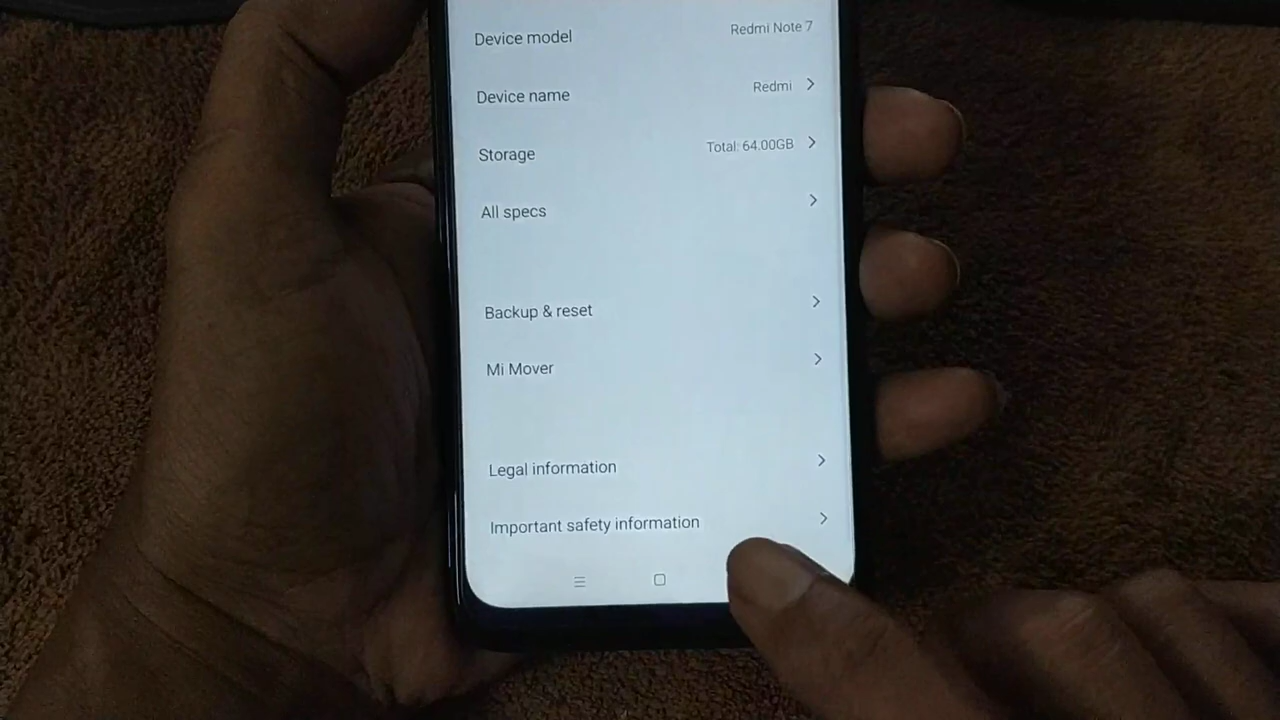 Device model Redmi Note 7
Device name Redmi
Storage Total: 64.00GB
All specs
Backup & reset
Mi Mover
Legal information
Important safety information